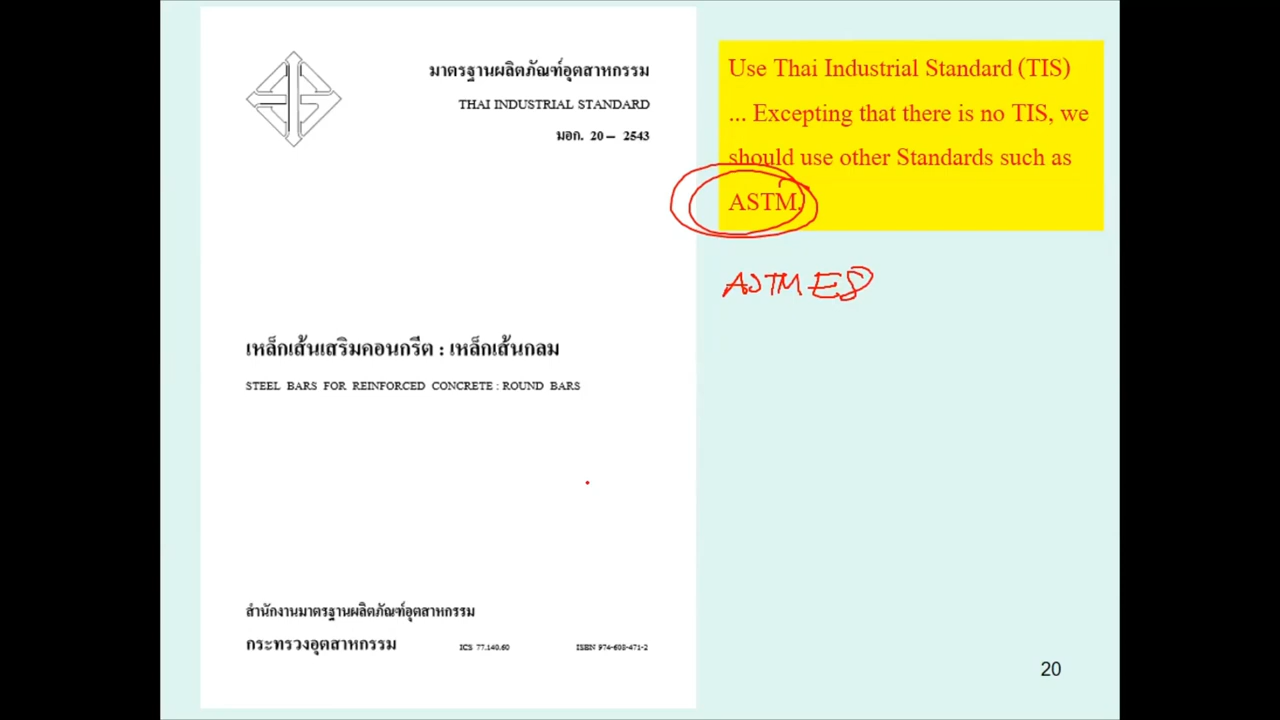 มาตรฐานผลิตภัณฑ์อุตสาหกรรม
THAI INDUSTRIAL STANDARD
มอก. 20 – 2543
เหล็กเส้นเสริมคอนกรีต : เหล็กเส้นกลม
STEEL BARS FOR REINFORCED CONCRETE : ROUND BARS
สำนักงานมาตรฐานผลิตภัณฑ์อุตสาหกรรม
กระทรวงอุตสาหกรรม ICS 77.140.60 ISBN 974-608-471-2
Use Thai Industrial Standard (TIS)
... Excepting that there is no TIS, we
should use other Standards such as
ASTM.
ASTM E8
20